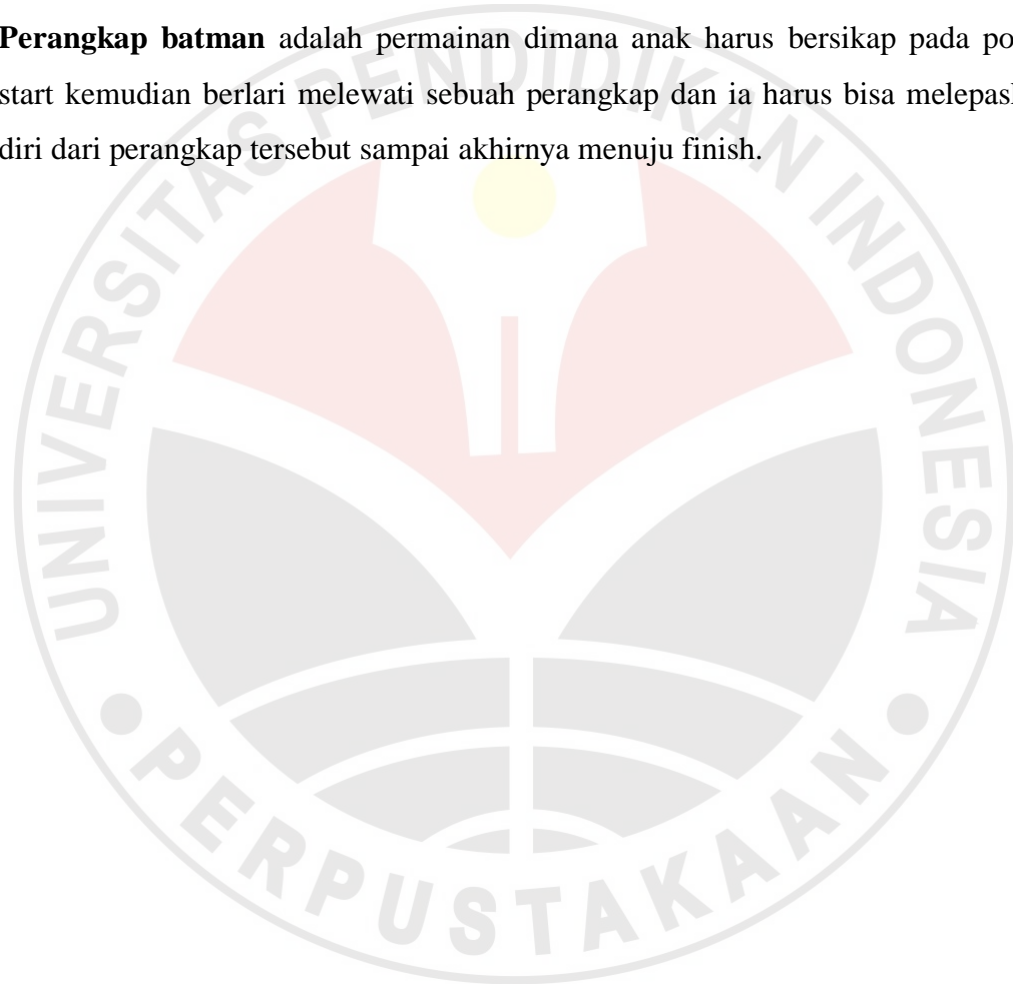 Perangkap batman adalah permainan dimana anak harus bersikap pada
start kemudian berlari melewati sebuah perangkap dan ia harus bisa
diri dari perangkap tersebut sampai akhirnya menuju finish.
UNIVERSITAS PENDIDIKAN INDONESIA
PERPUSTAKAAN